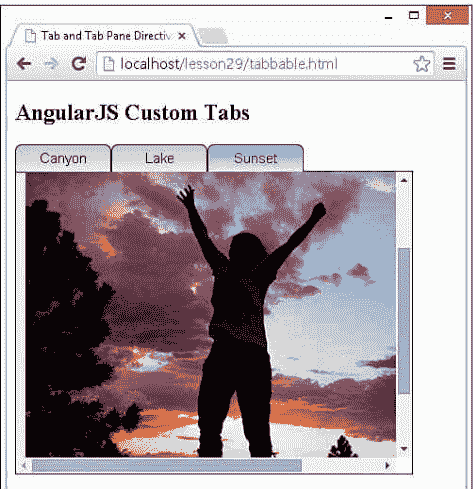 Tab and Tab Pane Directiv
localhost/lesson29/tabbable.html
AngularJS Custom Tabs
Canyon Lake Sunset